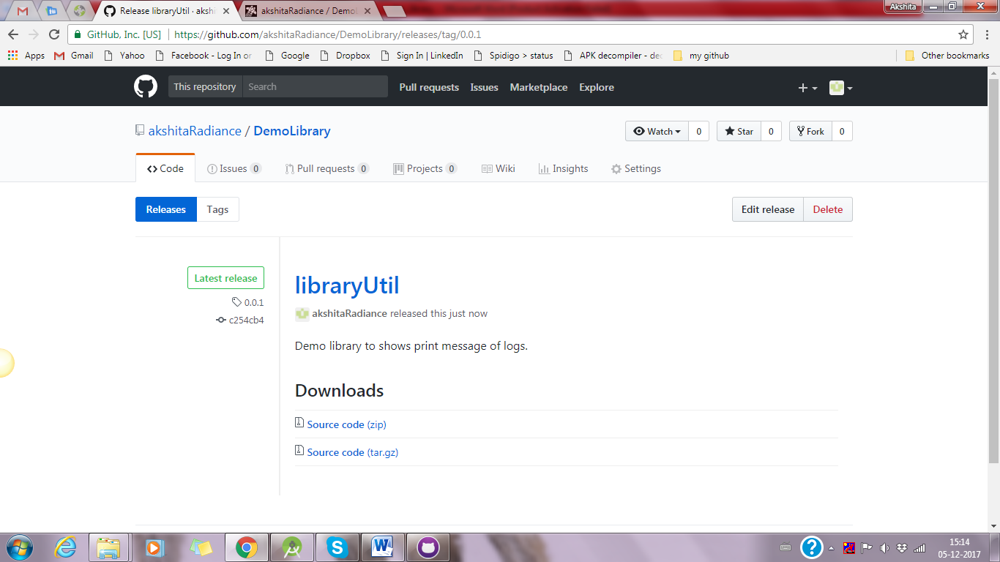 Release libraryUtil · akshi
akshitaRadiance / Demo
Akshita
GitHub, Inc. [US]
https://github.com/akshitaRadiance/DemoLibrary/releases/tag/0.0.1
Apps
Gmail
Yahoo
Facebook - Log In or
Google
Dropbox
Sign In | LinkedIn
Spidigo > status
APK decompiler - dec
my github
Other bookmarks
This repository
Search
Pull requests
Issues
Marketplace
Explore
akshitaRadiance / DemoLibrary
Watch 0
Star 0
Fork 0
Code
Issues 0
Pull requests 0
Projects 0
Wiki
Insights
Settings
Releases
Tags
Edit release
Delete
Latest release
0.0.1
c254cb4
libraryUtil
akshitaRadiance released this just now
Demo library to shows print message of logs.
Downloads
Source code (zip)
Source code (tar.gz)
15:14
05-12-2017